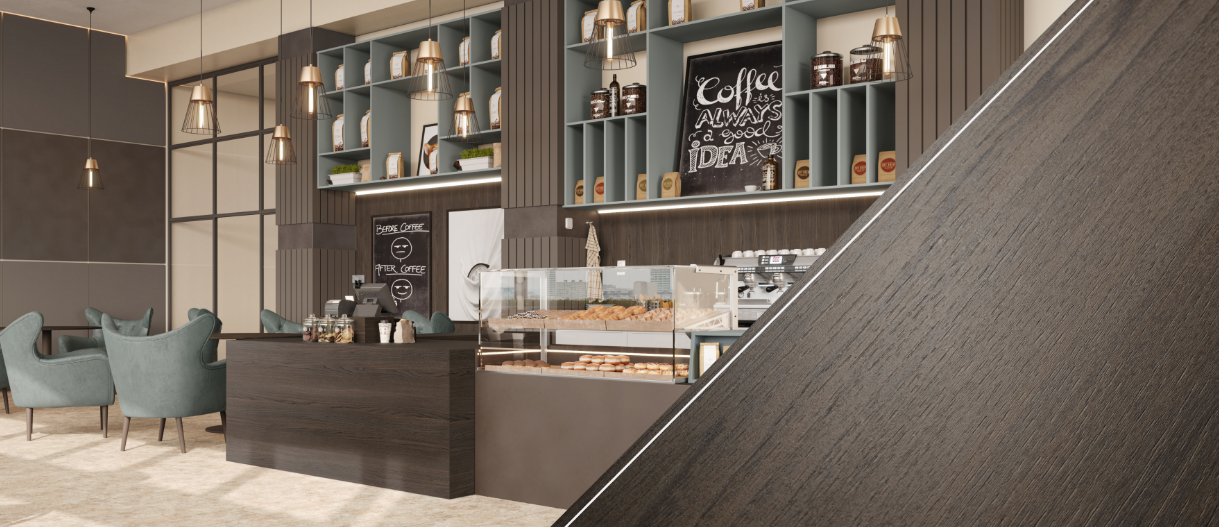 Coffee
is
ALWAYS
a good
IDEA
BEFORE COFFEE
AFTER COFFEE